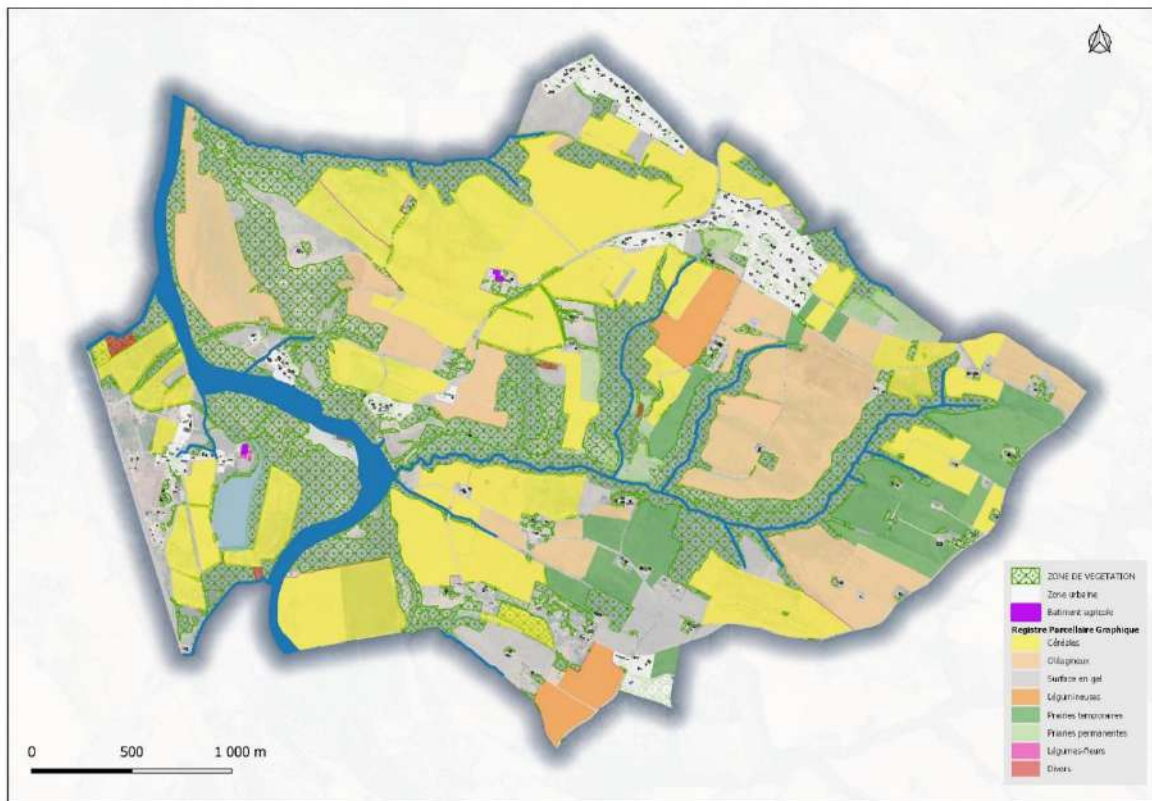 ZONE DE VEGETATION
Zone urbaine
Batiment agricole
Registre Parcellaire Graphique
Céréales
Oléagineux
Surface en gel
Légumineuses
Prairies temporaires
Prairies permanentes
Légumes-fleurs
Divers
0 500 1 000 m